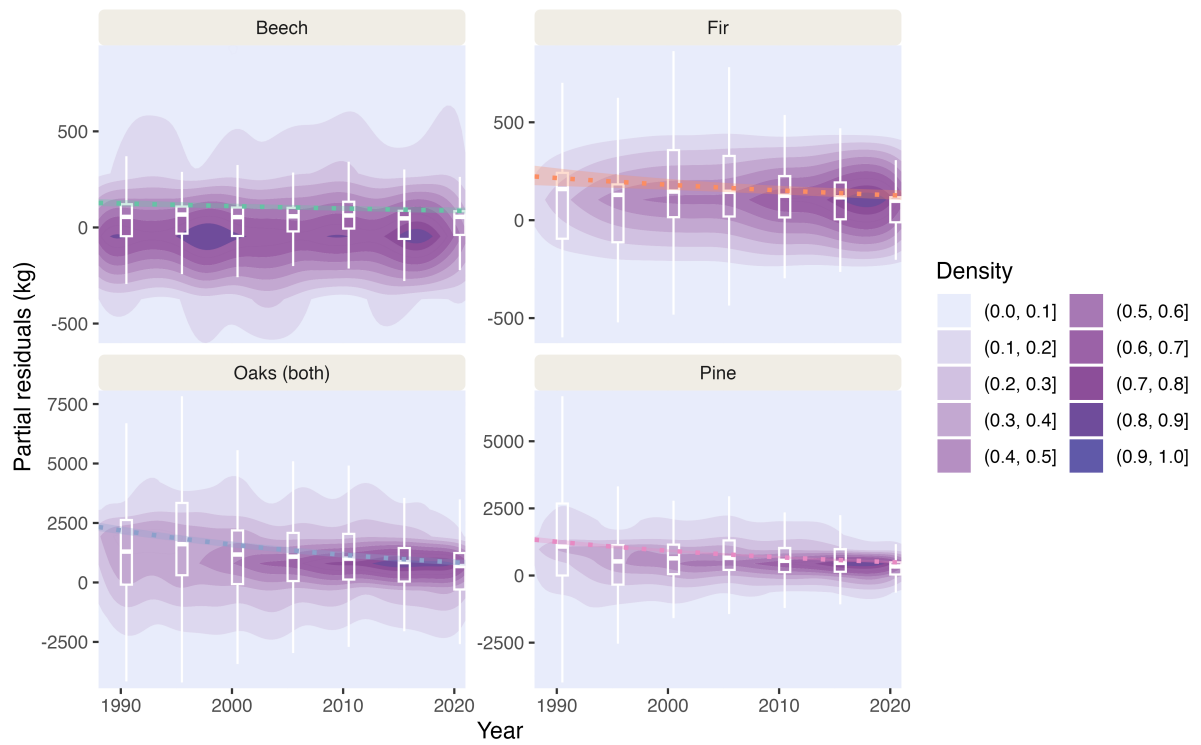 Beech
Fir
500
0
-500
500
0
-500
Oaks (both)
Pine
7500
5000
2500
0
-2500
5000
2500
0
-2500
1990 2000 2010 2020
1990 2000 2010 2020
Year
Partial residuals (kg)
Density
(0.0, 0.1]
(0.1, 0.2]
(0.2, 0.3]
(0.3, 0.4]
(0.4, 0.5]
(0.5, 0.6]
(0.6, 0.7]
(0.7, 0.8]
(0.8, 0.9]
(0.9, 1.0]